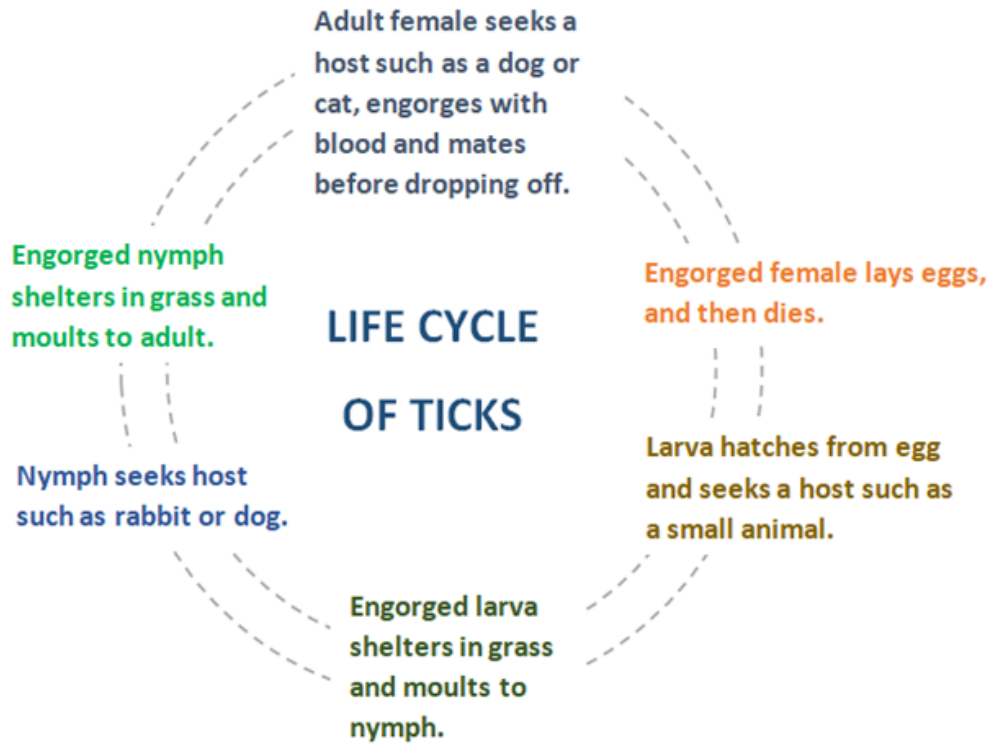 Adult female seeks a
host such as a dog or
cat, engorges with
blood and mates
before dropping off.
Engorged female lays eggs,
and then dies.
Larva hatches from egg
and seeks a host such as
a small animal.
Engorged larva
shelters in grass
and moults to
nymph.
Nymph seeks host
such as rabbit or dog.
Engorged nymph
shelters in grass and
moults to adult.
LIFE CYCLE
OF TICKS